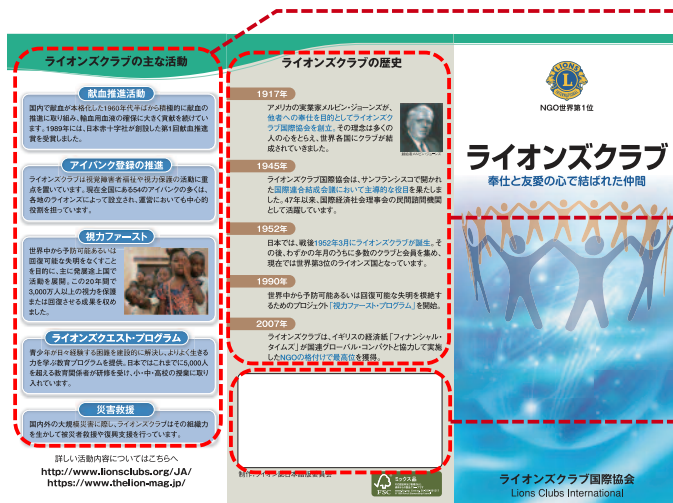 ライオンズクラブの主な活動
献血推進活動
国内で献血が本格化した1960年代半ばから積極的に献血の
推進に取り組み、輸血用血液の確保に大きく貢献を続けてい
ます。1989年には、日本赤十字社が創設した第1回献血推進
賞を受賞しました。
アイバンク登録の推進
ライオンズクラブは視覚障害者福祉や視力保護の活動に重
点を置いています。現在全国にある54のアイバンクの多くは、
各地のライオンズによって設立され、運営においても中心的
役割を担っています。
視力ファースト
世界中から予防可能あるいは
回復可能な失明をなくすこと
を目的に、主に発展途上国で
活動を展開。この20年間で
3,000万人以上の視力を保護
または回復させる成果を収め
ました。
ライオンズクエスト・プログラム
青少年が日々経験する困難を建設的に解決し、よりよく生きる
力を学ぶ教育プログラムを提供。日本ではこれまでに5,000人
を超える教育関係者が研修を受け、小・中・高校の授業に取り
入れています。
災害救援
国内外の大規模災害に際し、ライオンズクラブはその組織力
を生かして被災者救援や復興支援を行っています。
詳しい活動内容についてはこちらへ
http://www.lionsclubs.org/JA/
https://www.thelion-mag.jp/
ライオンズクラブの歴史
1917年
アメリカの実業家メルビン・ジョーンズが、
他者への奉仕を目的としてライオンズク
ラブ国際協会を創立。その理念は多くの
人の心をとらえ、世界各国にクラブが結
成されていきました。
1945年
ライオンズクラブ国際協会は、サンフランシスコで開かれ
た国際連合結成会議において主導的な役目を果たしま
した。47年以来、国際経済社会理事会の民間諮問機関
として活躍しています。
1952年
日本では、戦後1952年3月にライオンズクラブが誕生。そ
の後、わずかの年月のうちに多数のクラブと会員を集め、
現在では世界第3位のライオンズ国となっています。
1990年
世界中から予防可能あるいは回復可能な失明を根絶す
るためのプロジェクト「視力ファースト・プログラム」を開始。
2007年
ライオンズクラブは、イギリスの経済紙「フィナンシャル・
タイムズ」が国連グローバル・コンパクトと協力して実施
したNGOの格付けで最高位を獲得。
ミックス品
FSC
LIONS
L
NGO世界第1位
ライオンズクラブ
奉仕と友愛の心で結ばれた仲間
ライオンズクラブ国際協会
Lions Clubs International